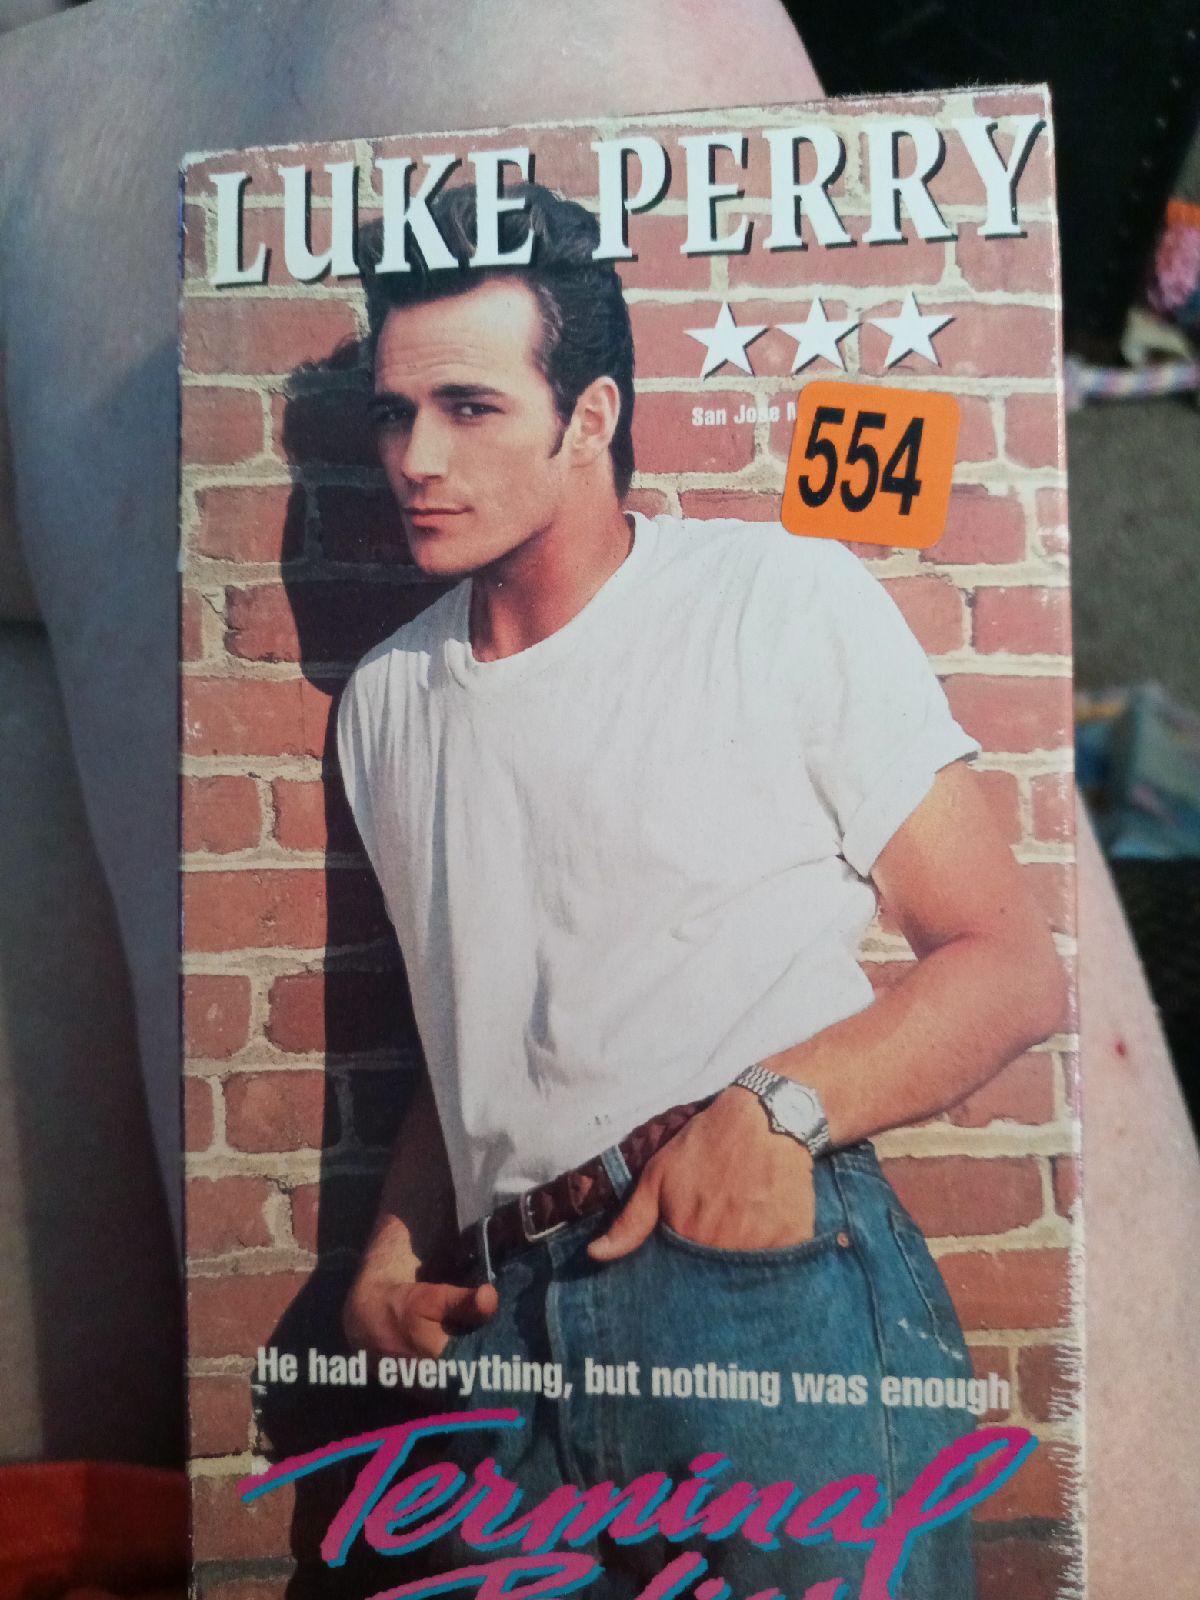 LUKE PERRY
San Jose
554
He had everything, but nothing was enough
Terminal